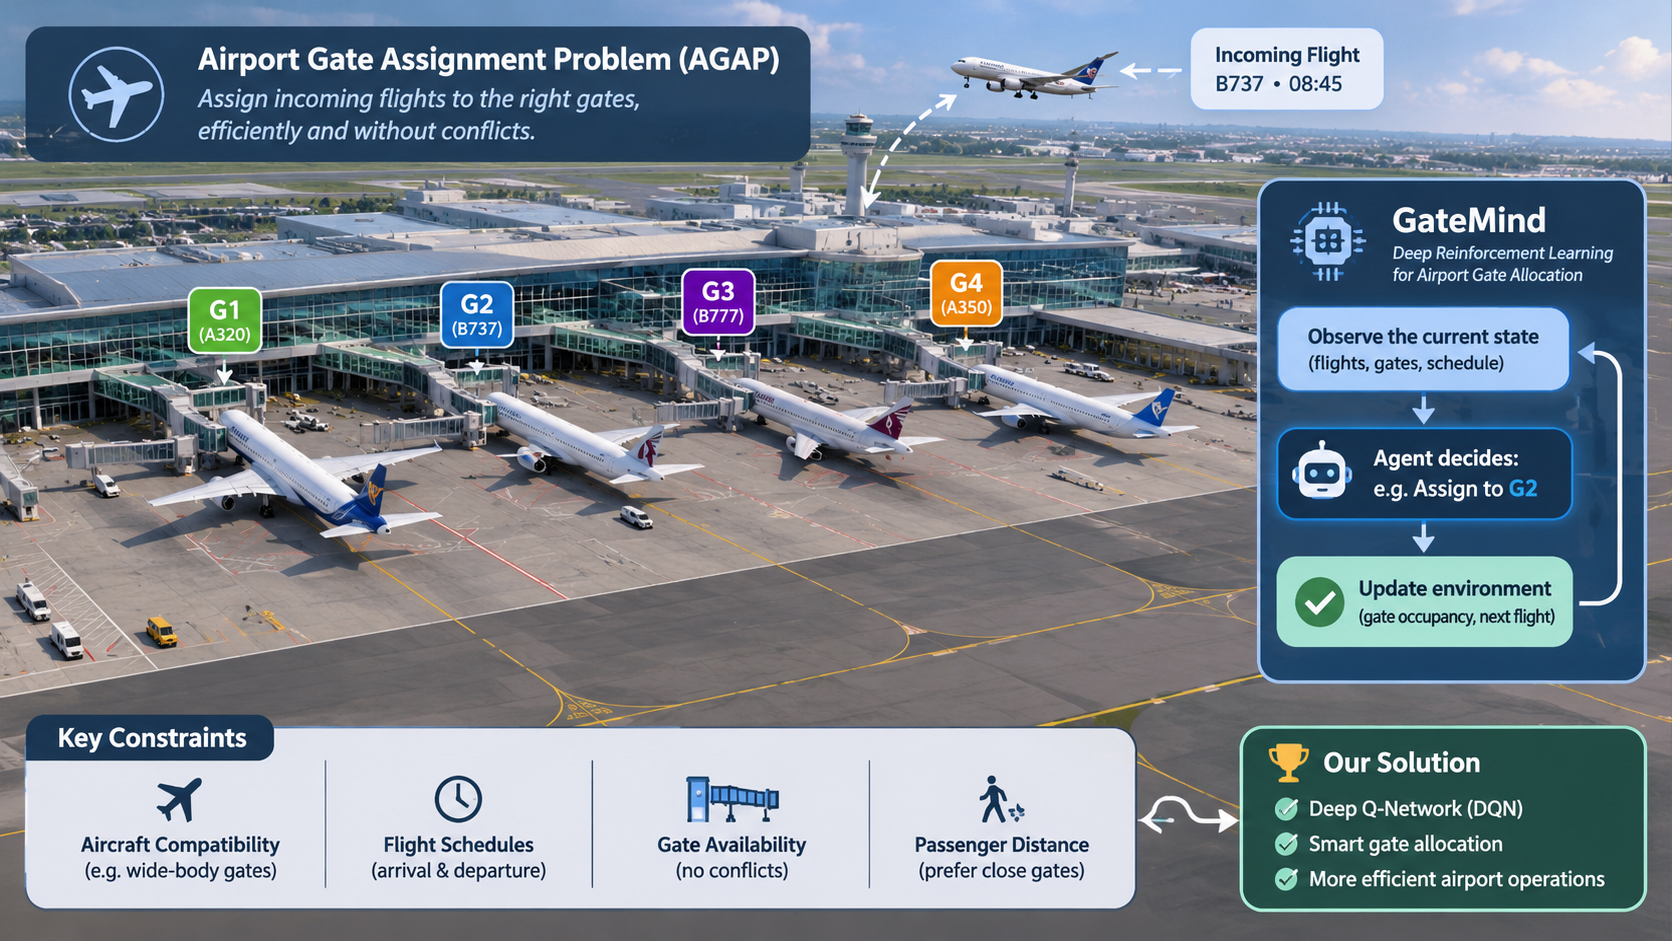 Airport Gate Assignment Problem (AGAP)
Assign incoming flights to the right gates,
efficiently and without conflicts.
Incoming Flight
B737 • 08:45
G1
(A320)
G2
(B737)
G3
(B777)
G4
(A350)
GateMind
Deep Reinforcement Learning
for Airport Gate Allocation
Observe the current state
(flights, gates, schedule)
Agent decides:
e.g. Assign to G2
Update environment
(gate occupancy, next flight)
Key Constraints
Aircraft Compatibility
(e.g. wide-body gates)
Flight Schedules
(arrival & departure)
Gate Availability
(no conflicts)
Passenger Distance
(prefer close gates)
Our Solution
Deep Q-Network (DQN)
Smart gate allocation
More efficient airport operations